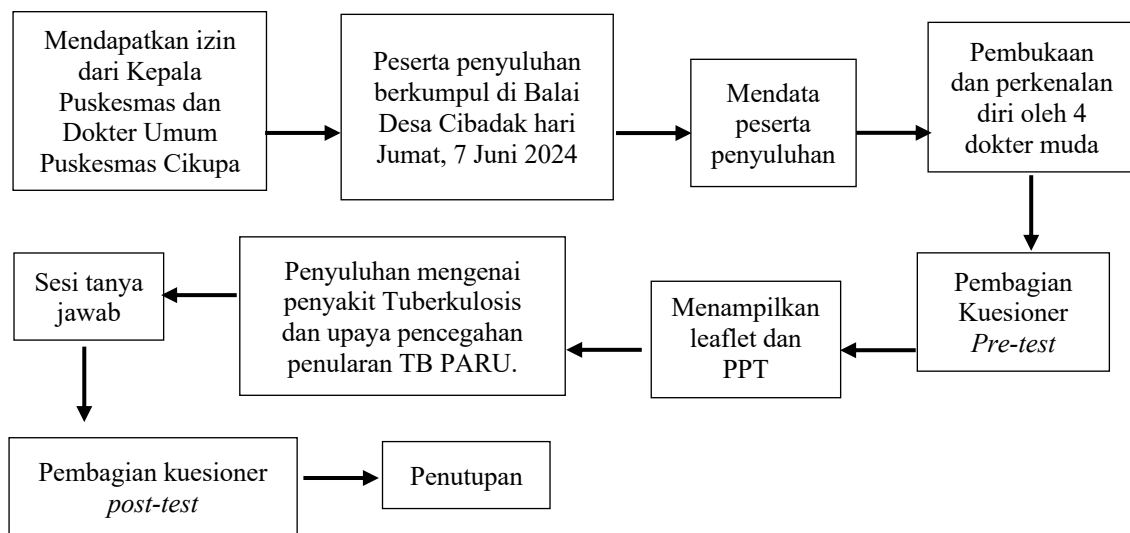 Mendapatkan izin
dari Kepala
Puskesmas dan
Dokter Umum
Puskesmas Cikupa
Peserta penyuluhan
berkumpul di Balai
Desa Cibadak hari
Jumat, 7 Juni 2024
Mendata
peserta
penyuluhan
Pembukaan
dan perkenalan
diri oleh 4
dokter muda
Pembagian
Kuesioner
Pre-test
Menampilkan
leaflet dan
PPT
Penyuluhan mengenai
penyakit Tuberkulosis
dan upaya pencegahan
penularan TB PARU.
Sesi tanya
jawab
Pembagian kuesioner
post-test
Penutupan